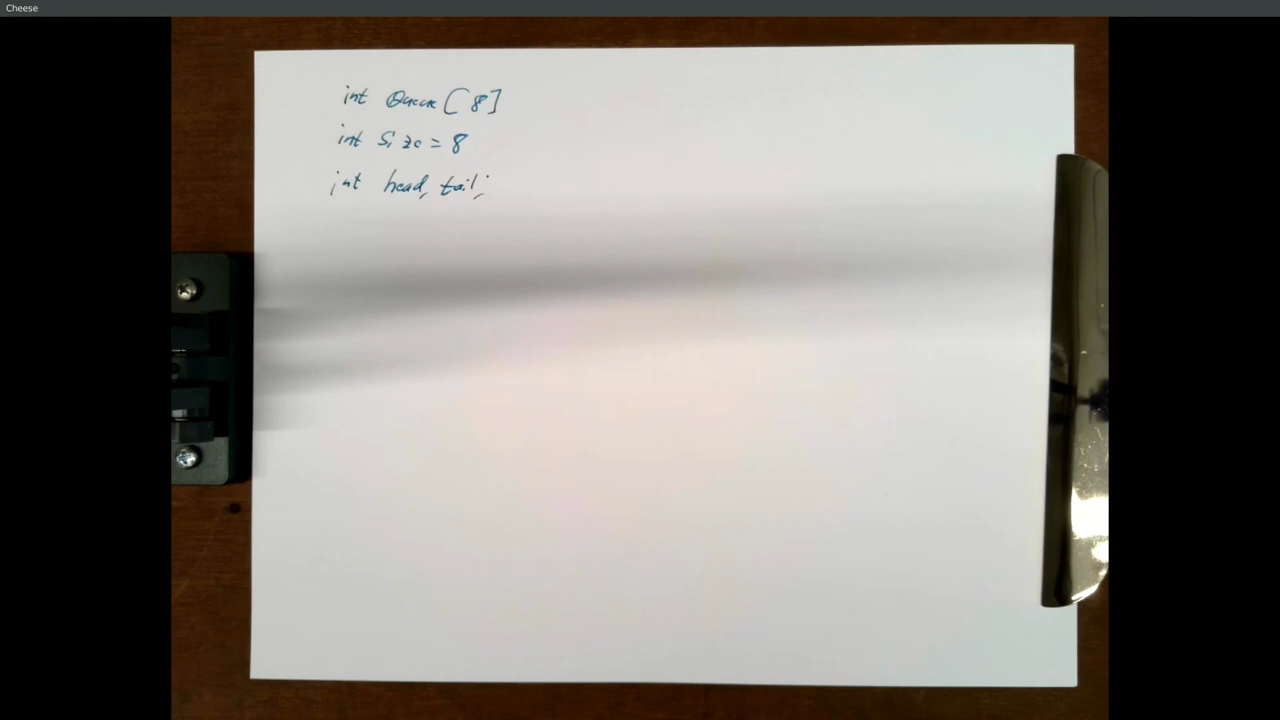 Cheese
int Queue[8]
int Size=8
int head, tail;